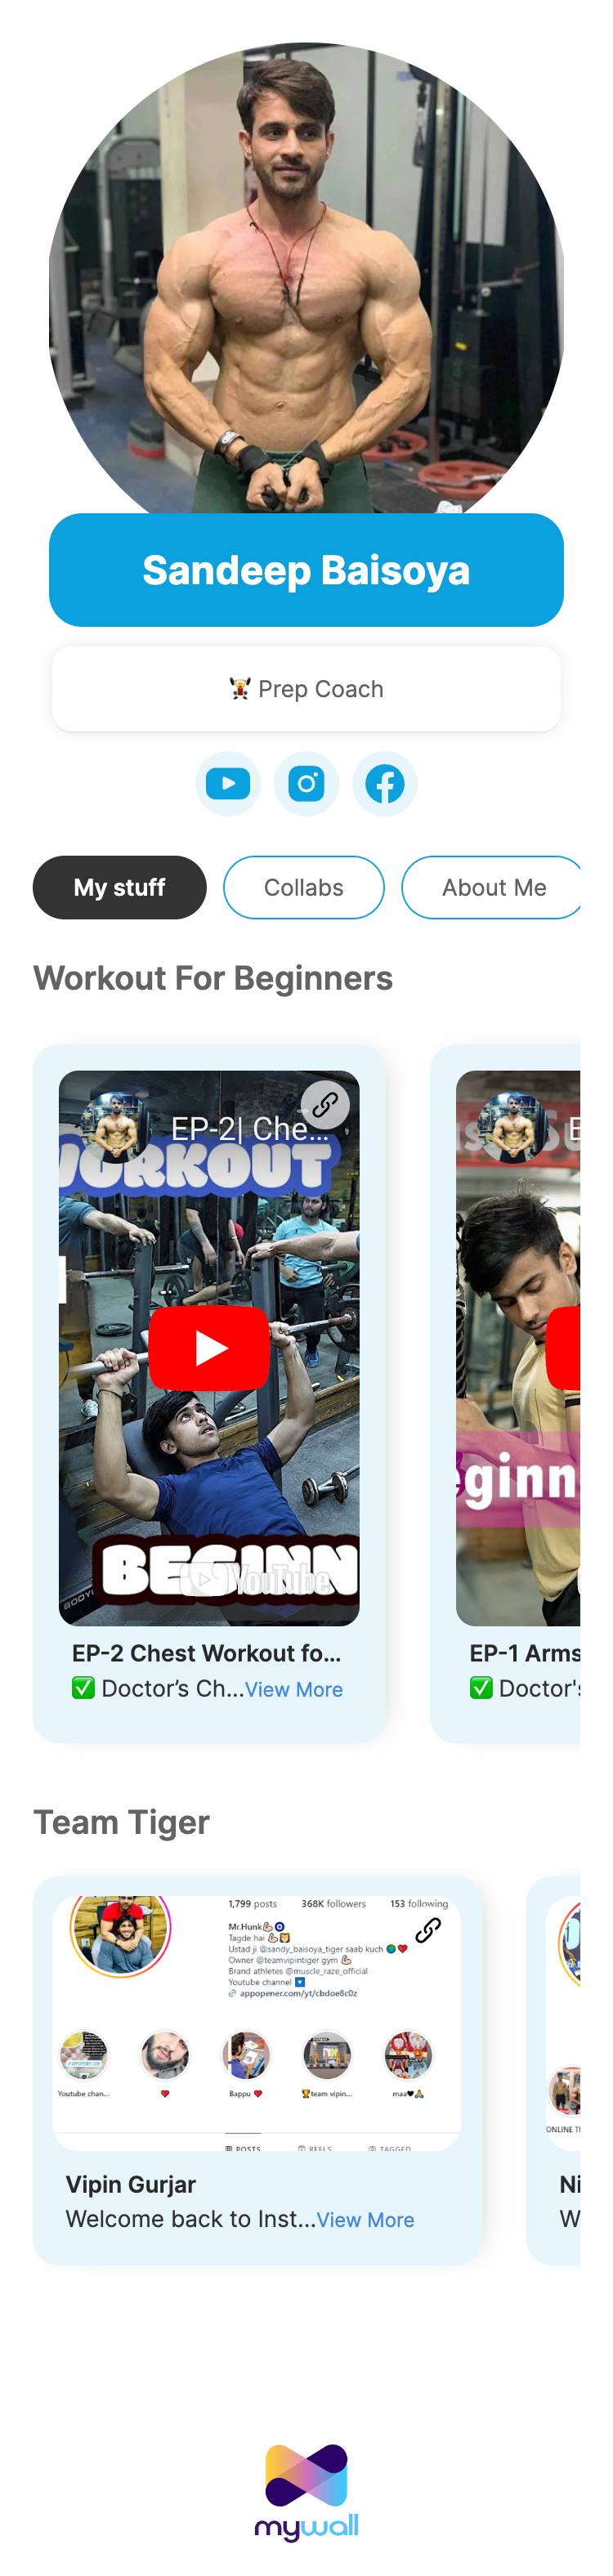 Sandeep Baisoya
🏋️ Prep Coach
My stuff
Collabs
About Me
Workout For Beginners
EP-2| Che...
WORKOUT
BEGINN
YouTube
EP-2 Chest Workout fo...
✅ Doctor's Ch...View More
E
eginn
EP-1 Arms
✅ Doctor's
Team Tiger
1,799 posts 368K followers 153 following
Mr.Hunk💪🧿
Tagde hai 💪🦁
Ustad ji @sandy_baisoya_tiger saab kuch 🌍❤️
Owner @teamvipintiger gym 💪
Brand athletes @muscle_raze_official
Youtube channel ⬇️
appopener.com/yt/cbdoe8c0z
Youtube chan...
❤️
Bappu ❤️
🏆team vipin...
maa🖤🙏
POSTS
REELS
TAGGED
Vipin Gurjar
Welcome back to Inst...View More
ONLINE TI
Ni
W
mywall